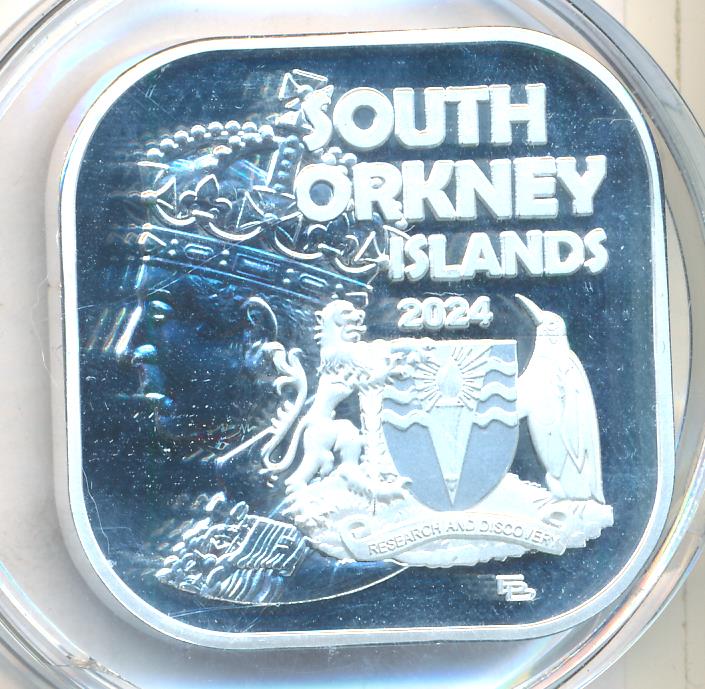 SOUTH
ORKNEY
ISLANDS
2024
RESEARCH AND DISCOVERY